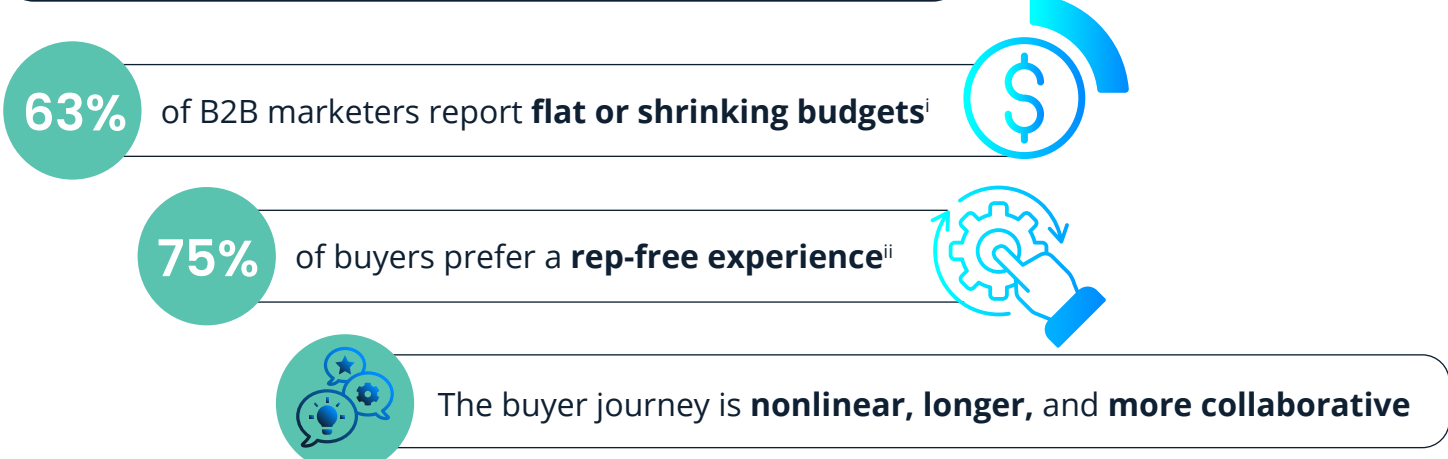 63% of B2B marketers report flat or shrinking budgetsⁱ
75% of buyers prefer a rep-free experienceⁱⁱ
The buyer journey is nonlinear, longer, and more collaborative